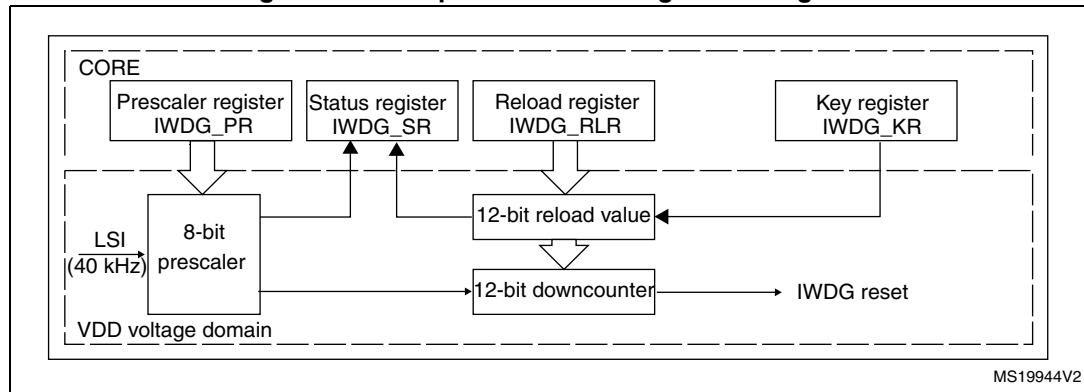 CORE
Prescaler register
IWDG_PR
Status register
IWDG_SR
Reload register
IWDG_RLR
Key register
IWDG_KR
LSI
(40 kHz)
8-bit
prescaler
12-bit reload value
12-bit downcounter
IWDG reset
VDD voltage domain
MS19944V2